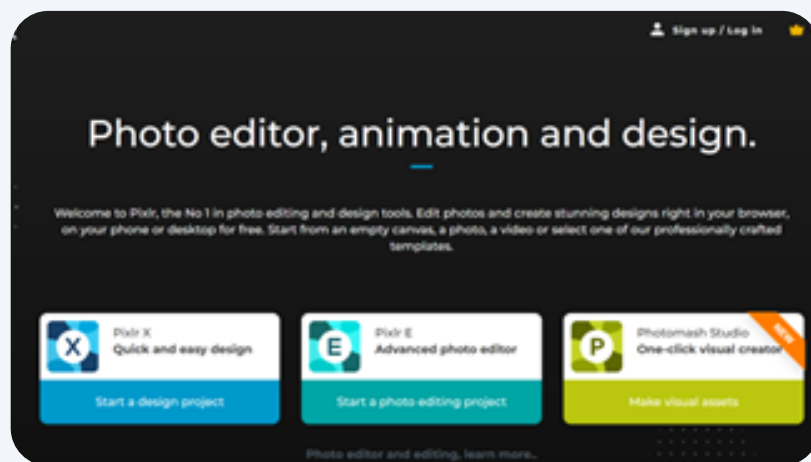 Sign up / Log in
Photo editor, animation and design.
Welcome to Pixlr, the No 1 in photo editing and design tools. Edit photos and create stunning designs right in your browser,
on your phone or desktop for free. Start from an empty canvas, a photo, a video or select one of our professionally crafted
templates.
X
Pixlr X
Quick and easy design
Start a design project
E
Pixlr E
Advanced photo editor
Start a photo editing project
P
Photomash Studio
One-click visual creator
NEW
Make visual assets
Photo editor and editing, learn more..